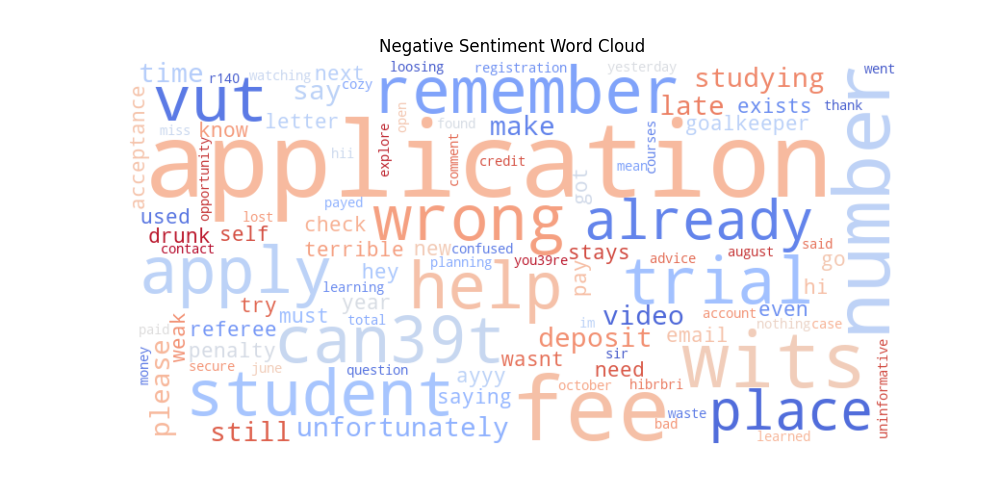 Negative Sentiment Word Cloud
time r140 watching next loosing registration yesterday went
vut say cozy remember studying
late exists thank
acceptance letter open found make goalkeeper
miss know
application number
opportunity hii explore comment credit mean courses
got
payed
used lost check wrong already
drunk self
contact terrible new confused stays said
planning you39re advice august go
apply hey help pay trial hi
learning
try year
must total video even
account
paid weak referee im nothing case
penalty can39t wasnt deposit email wits
sir
money secure june question need
please student ayyy october hibrbri fee uninformative
saying waste place
still unfortunately bad learned